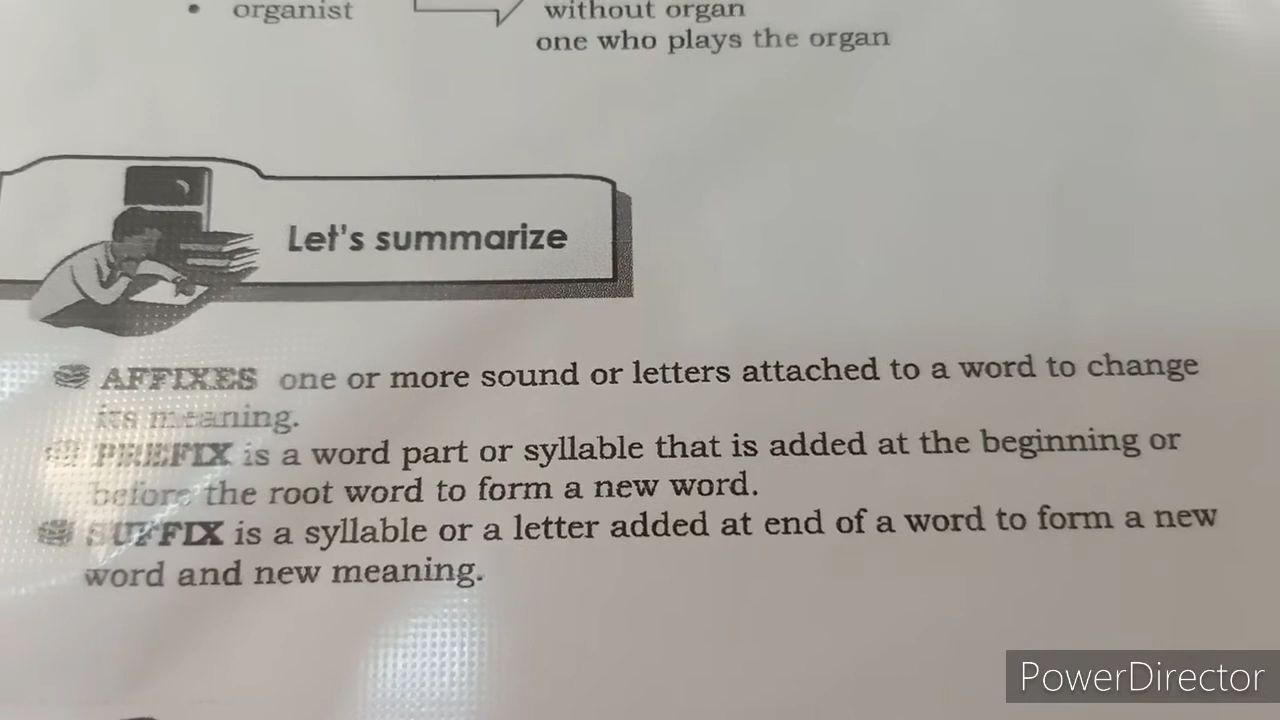 • organist
without organ
one who plays the organ
Let's summarize
AFFIXES one or more sound or letters attached to a word to change
its meaning.
PREFIX is a word part or syllable that is added at the beginning or
before the root word to form a new word.
SUFFIX is a syllable or a letter added at end of a word to form a new
word and new meaning.
PowerDirector